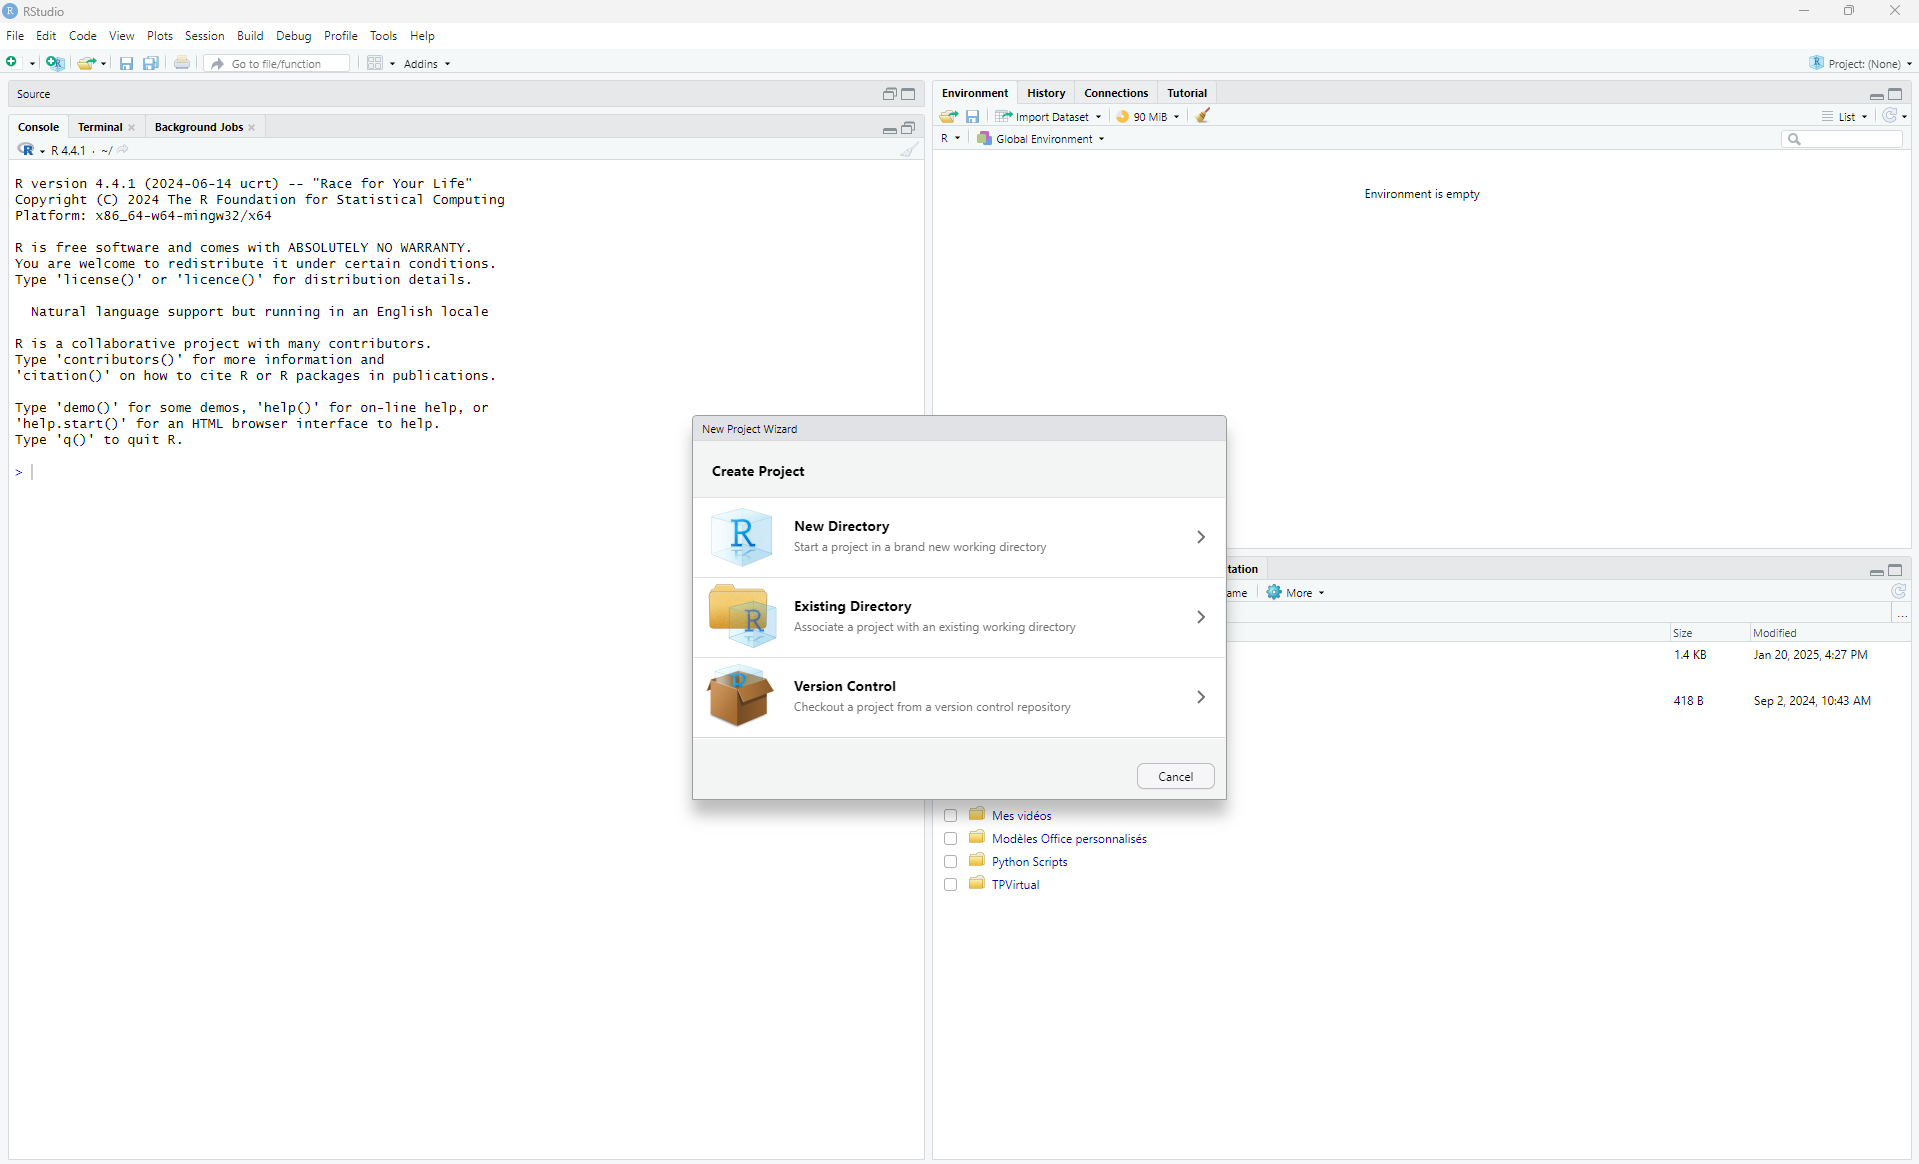 RStudio
File Edit Code View Plots Session Build Debug Profile Tools Help
Go to file/function Addins Project: (None)
Source
Console Terminal Background Jobs
R 4.4.1 · ~/
R version 4.4.1 (2024-06-14 ucrt) -- "Race for Your Life"
Copyright (C) 2024 The R Foundation for Statistical Computing
Platform: x86_64-w64-mingw32/x64
R is free software and comes with ABSOLUTELY NO WARRANTY.
You are welcome to redistribute it under certain conditions.
Type 'license()' or 'licence()' for distribution details.
Natural language support but running in an English locale
R is a collaborative project with many contributors.
Type 'contributors()' for more information and
'citation()' on how to cite R or R packages in publications.
Type 'demo()' for some demos, 'help()' for on-line help, or
'help.start()' for an HTML browser interface to help.
Type 'q()' to quit R.
>
Environment History Connections Tutorial
Import Dataset 90 MiB List
R Global Environment
Environment is empty
New Project Wizard
Create Project
New Directory
Start a project in a brand new working directory
Existing Directory
Associate a project with an existing working directory
Version Control
Checkout a project from a version control repository
Cancel
tation
ame More
...
Size Modified
1.4 KB Jan 20, 2025, 4:27 PM
418 B Sep 2, 2024, 10:43 AM
Mes vidéos
Modèles Office personnalisés
Python Scripts
TPVirtual